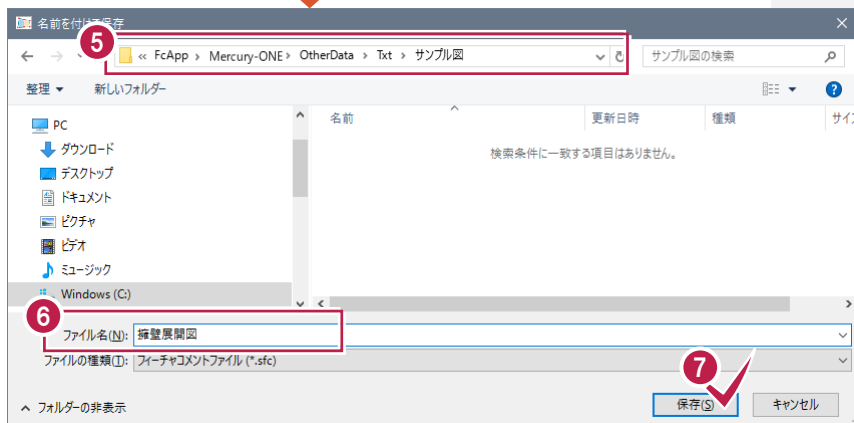 名前を付けて保存
5
« FcApp › Mercury-ONE › OtherData › Txt › サンプル図
サンプル図の検索
整理 新しいフォルダー
名前 更新日時 種類 サイ
検索条件に一致する項目はありません。
PC
ダウンロード
デスクトップ
ドキュメント
ピクチャ
ビデオ
ミュージック
Windows (C:)
6
ファイル名(N): 擁壁展開図
ファイルの種類(T): フィーチャコメントファイル (*.sfc)
7
フォルダーの非表示
保存(S) キャンセル